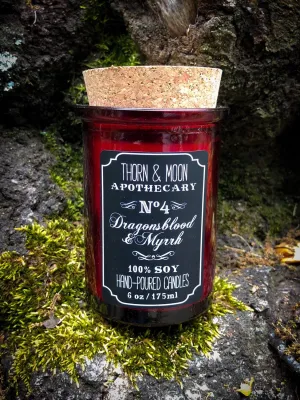 THORN & MOON
APOTHECARY
Nº4
Dragonsblood
& Myrrh
100% SOY
HAND-POURED CANDLES
6 oz / 175ml